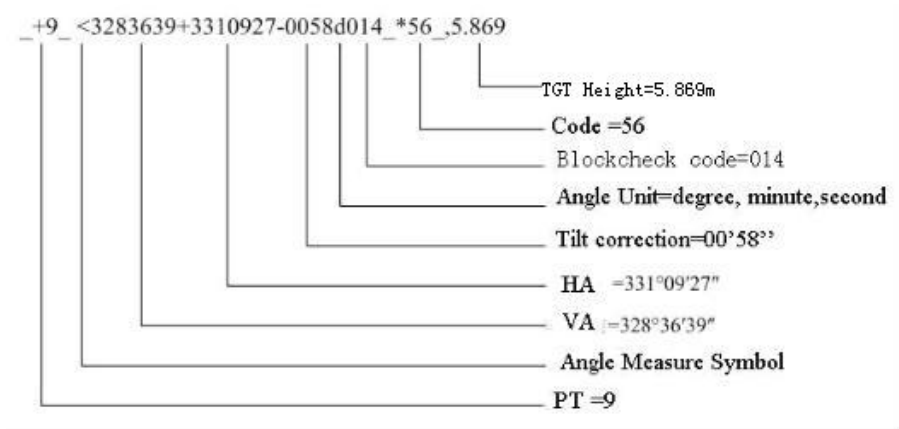 _+9_ <3283639+3310927-0058d014_*56_,5.869
TGT Height=5.869m
Code =56
Blockcheck code=014
Angle Unit=degree, minute,second
Tilt correction=00’58’’
HA =331°09′27″
VA =328°36′39″
Angle Measure Symbol
PT =9